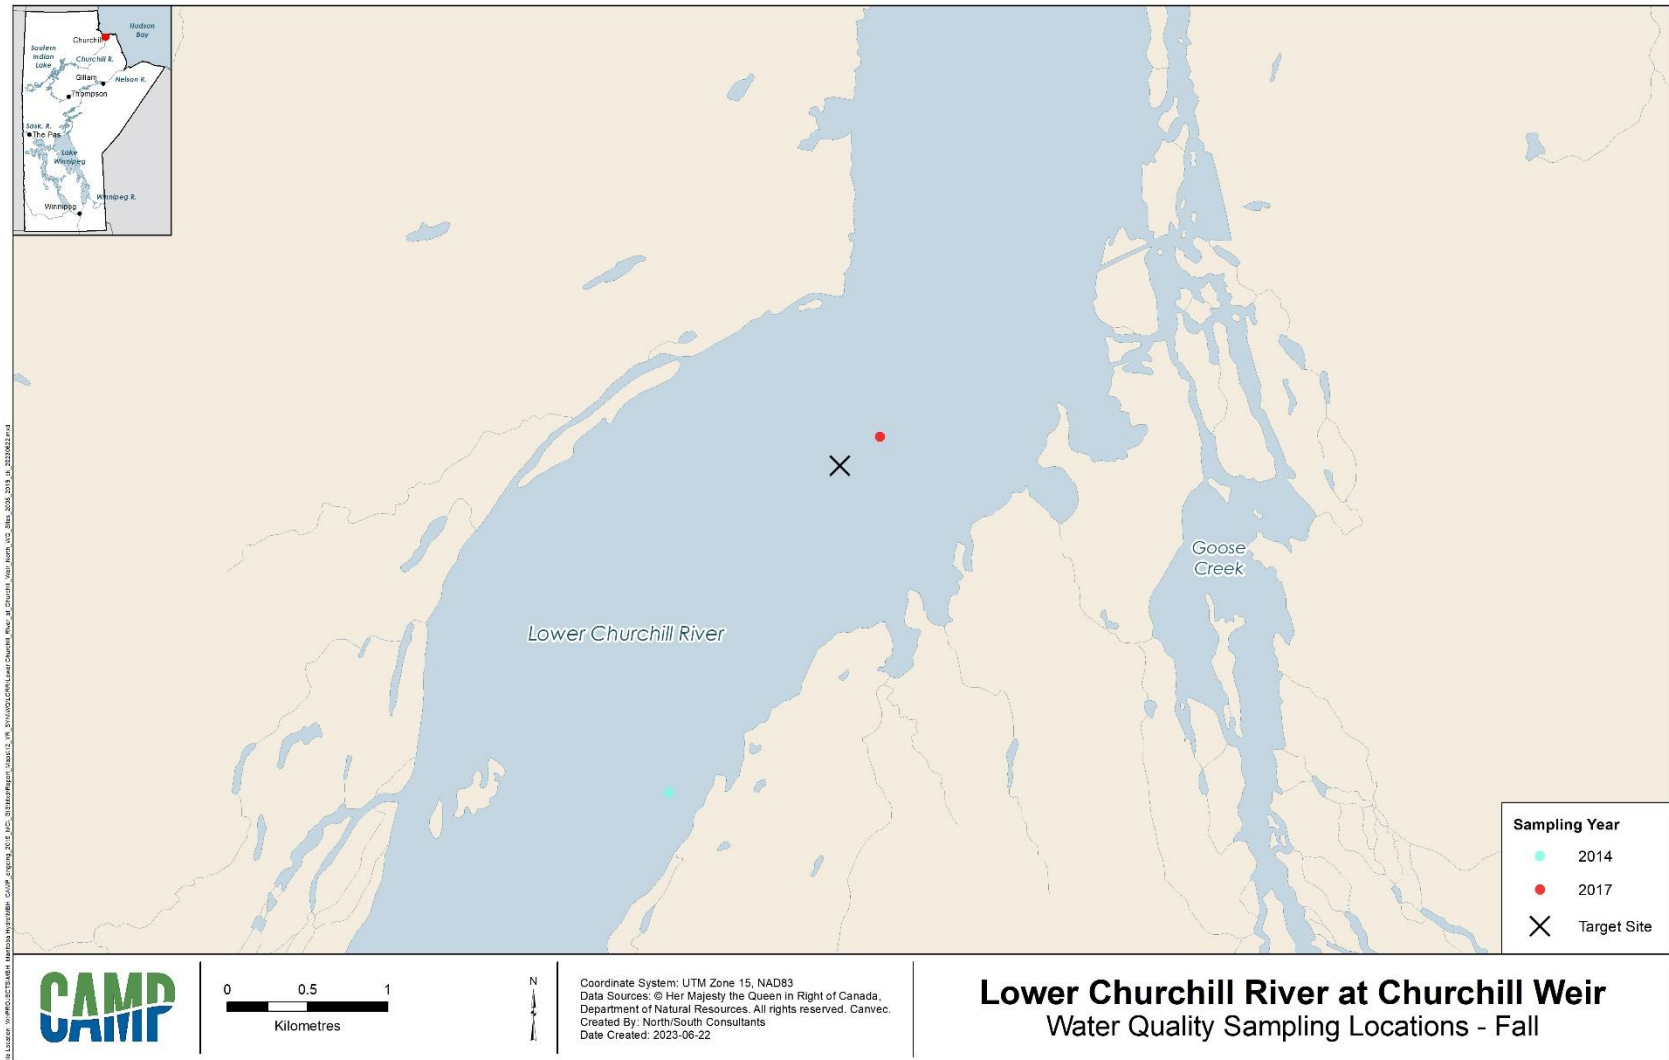 Hudson
Bay
Churchill
Southern
Indian
Lake
Churchill R.
Gillam
Nelson R.
Thompson
Sask. R.
The Pas
Lake
Winnipeg
Winnipeg R.
Winnipeg
Goose
Creek
Lower Churchill River
Sampling Year
2014
2017
Target Site
CAMP
0 0.5 1
Kilometres
N
Coordinate System: UTM Zone 15, NAD83
Data Sources: © Her Majesty the Queen in Right of Canada,
Department of Natural Resources. All rights reserved. Canvec.
Created By: North/South Consultants
Date Created: 2023-06-22
Lower Churchill River at Churchill Weir
Water Quality Sampling Locations - Fall